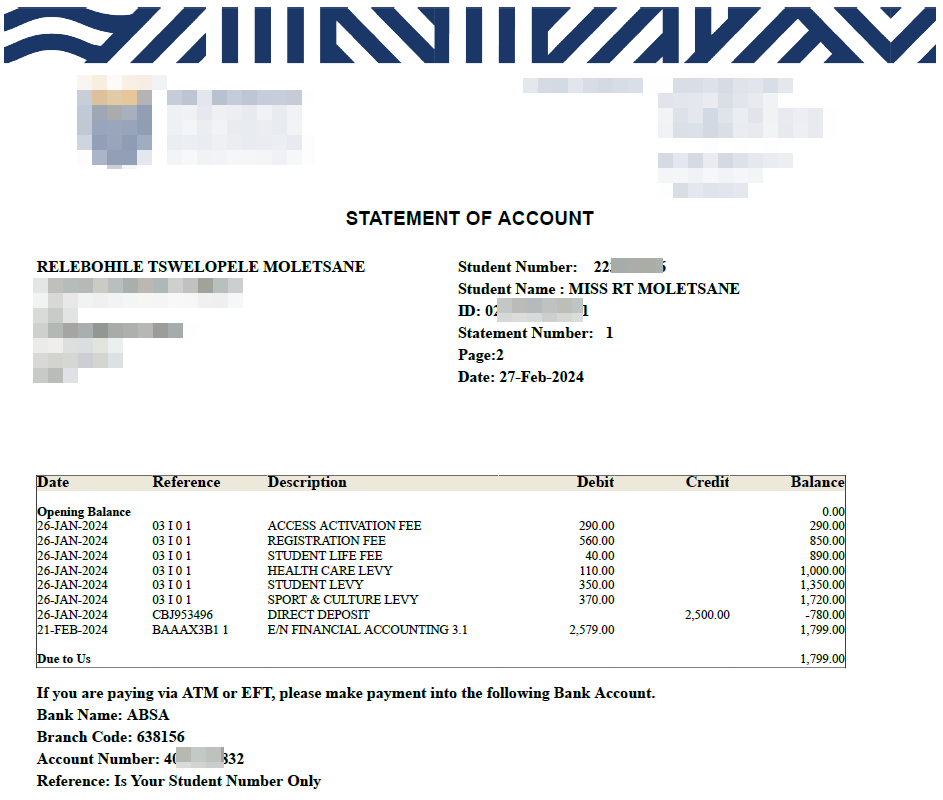 STATEMENT OF ACCOUNT
RELEBOHILE TSWELOPELE MOLETSANE
Student Number: 22 6
Student Name : MISS RT MOLETSANE
ID: 02 1
Statement Number: 1
Page:2
Date: 27-Feb-2024
Date Reference Description Debit Credit Balance
Opening Balance 0.00
26-JAN-2024 03 I 0 1 ACCESS ACTIVATION FEE 290.00 290.00
26-JAN-2024 03 I 0 1 REGISTRATION FEE 560.00 850.00
26-JAN-2024 03 I 0 1 STUDENT LIFE FEE 40.00 890.00
26-JAN-2024 03 I 0 1 HEALTH CARE LEVY 110.00 1,000.00
26-JAN-2024 03 I 0 1 STUDENT LEVY 350.00 1,350.00
26-JAN-2024 03 I 0 1 SPORT & CULTURE LEVY 370.00 1,720.00
26-JAN-2024 CBJ953496 DIRECT DEPOSIT 2,500.00 -780.00
21-FEB-2024 BAAAX3B1 1 E/N FINANCIAL ACCOUNTING 3.1 2,579.00 1,799.00
Due to Us 1,799.00
If you are paying via ATM or EFT, please make payment into the following Bank Account.
Bank Name: ABSA
Branch Code: 638156
Account Number: 40 832
Reference: Is Your Student Number Only